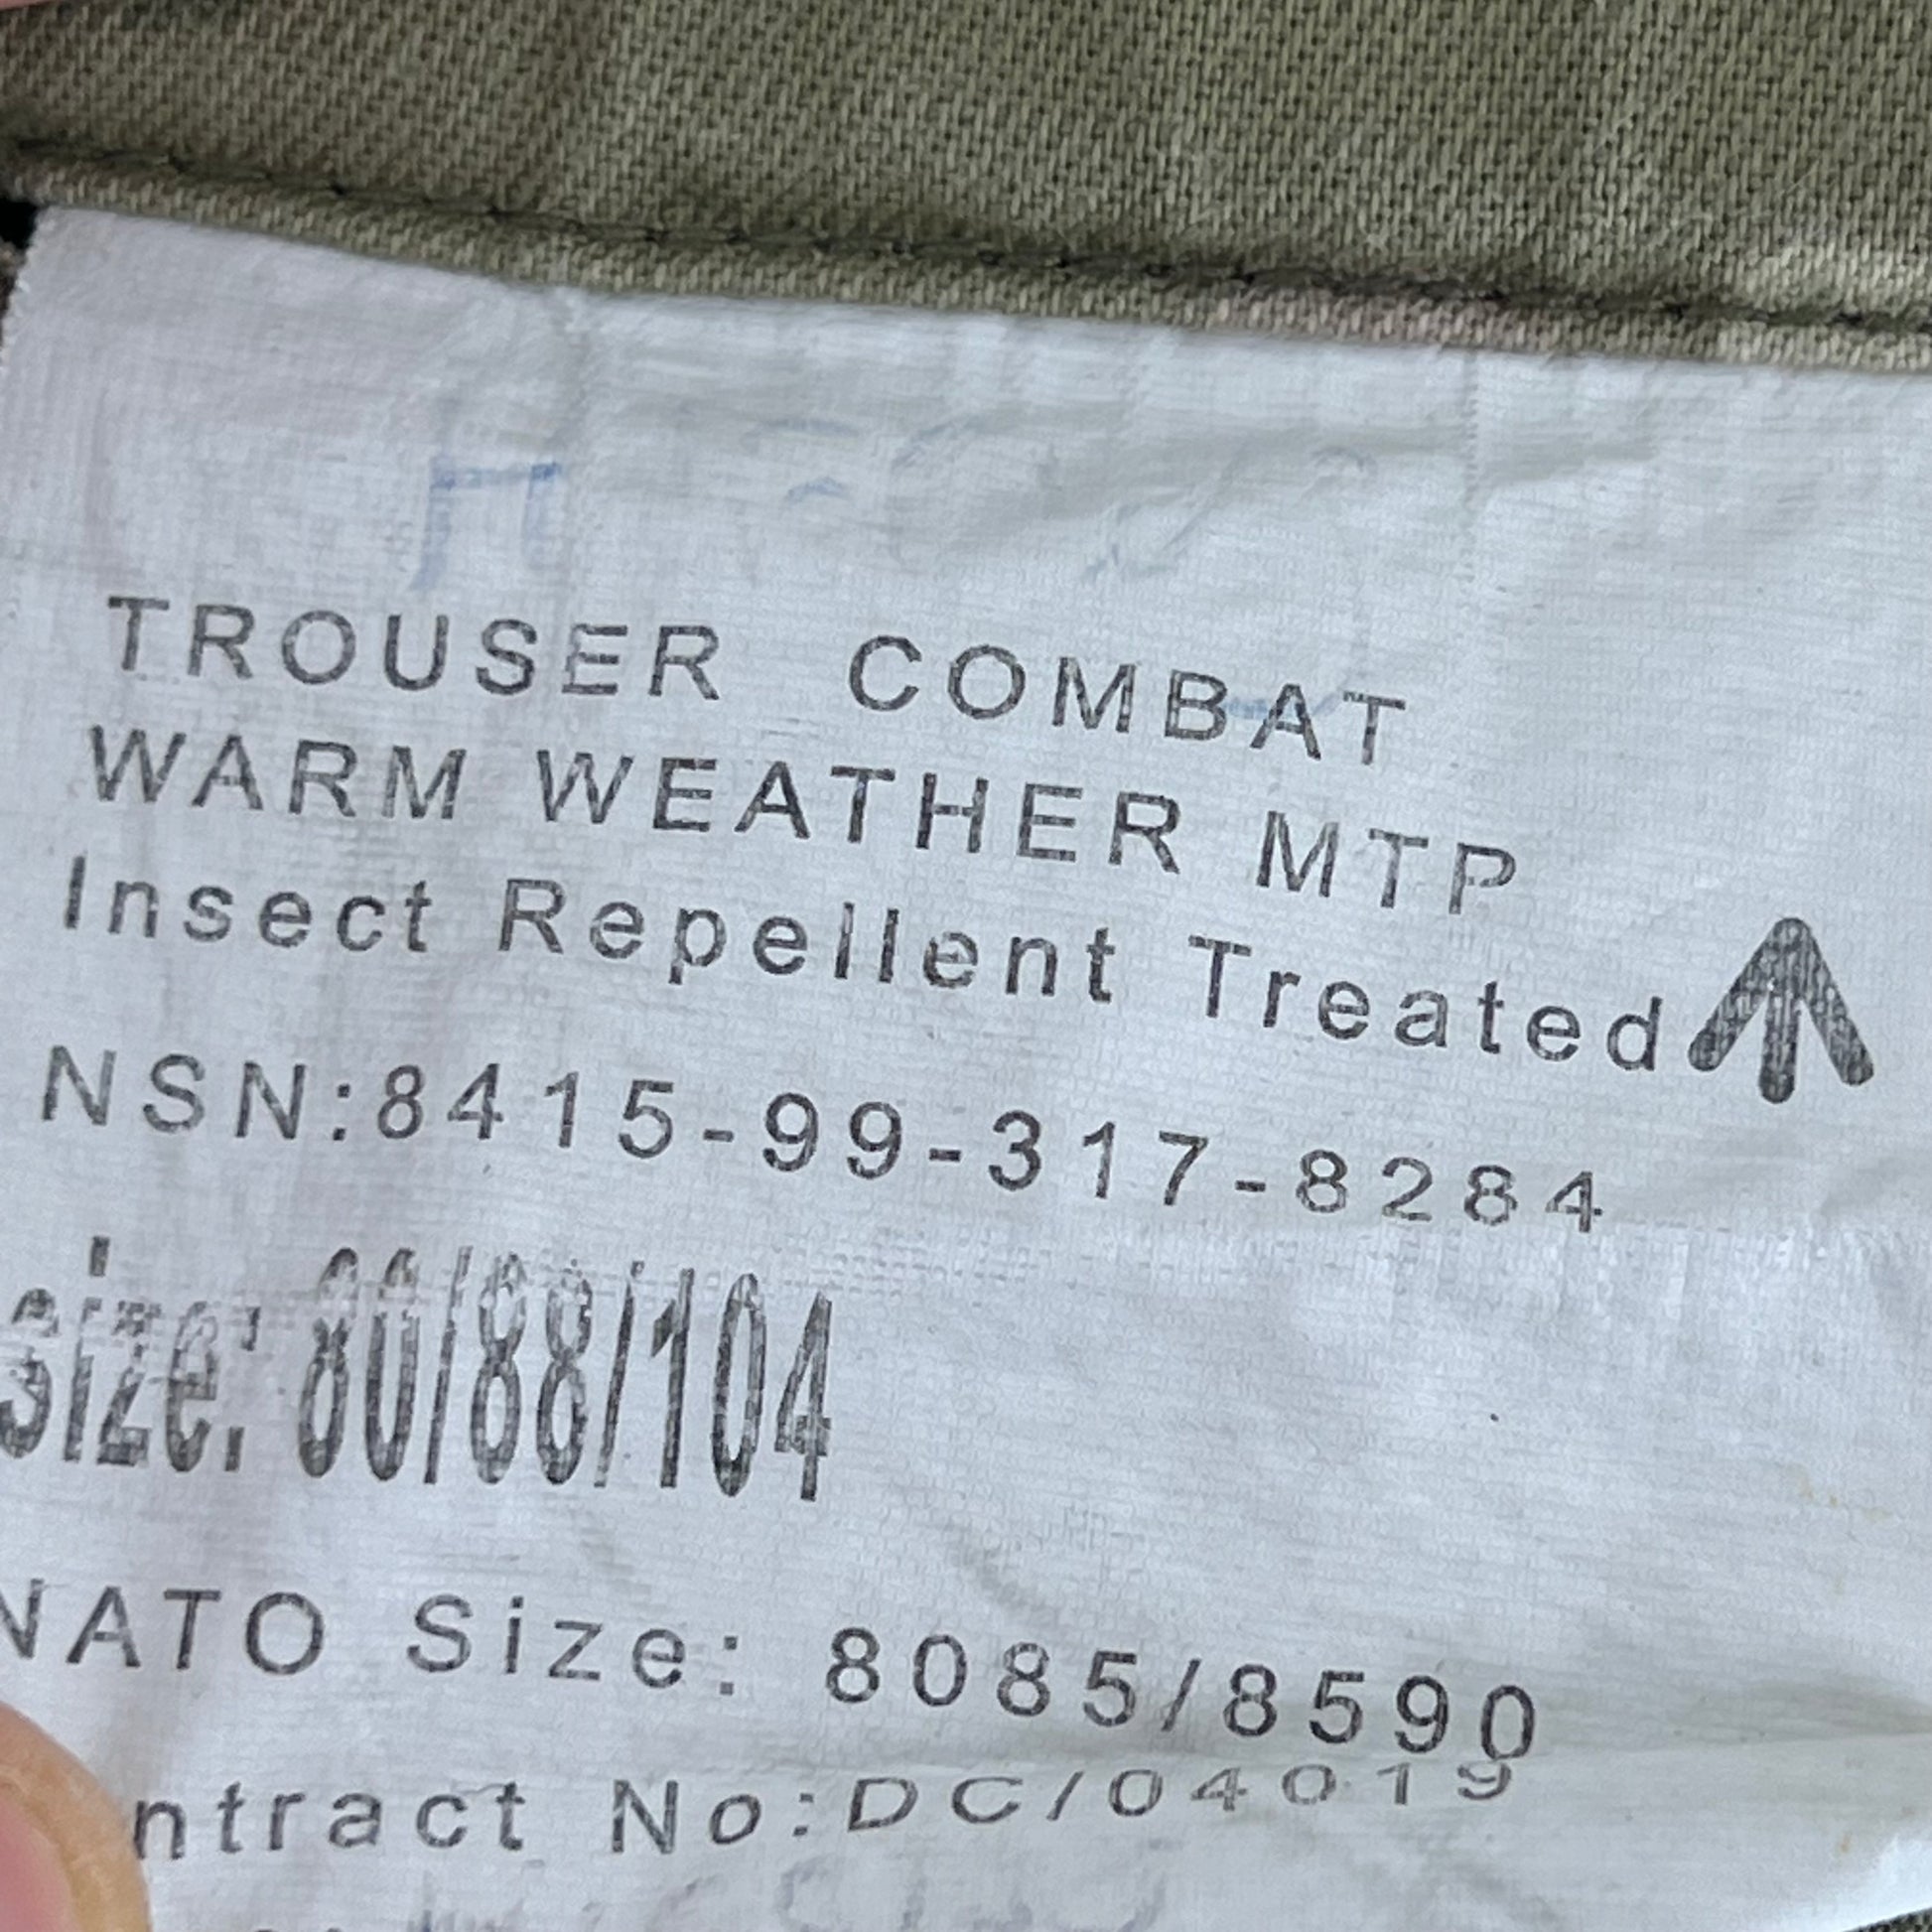 TROUSER COMBAT
WARM WEATHER MTP
Insect Repellent Treated
NSN:8415-99-317-8284
size: 80/88/104
NATO Size: 8085/8590
ntract No:DC/04019